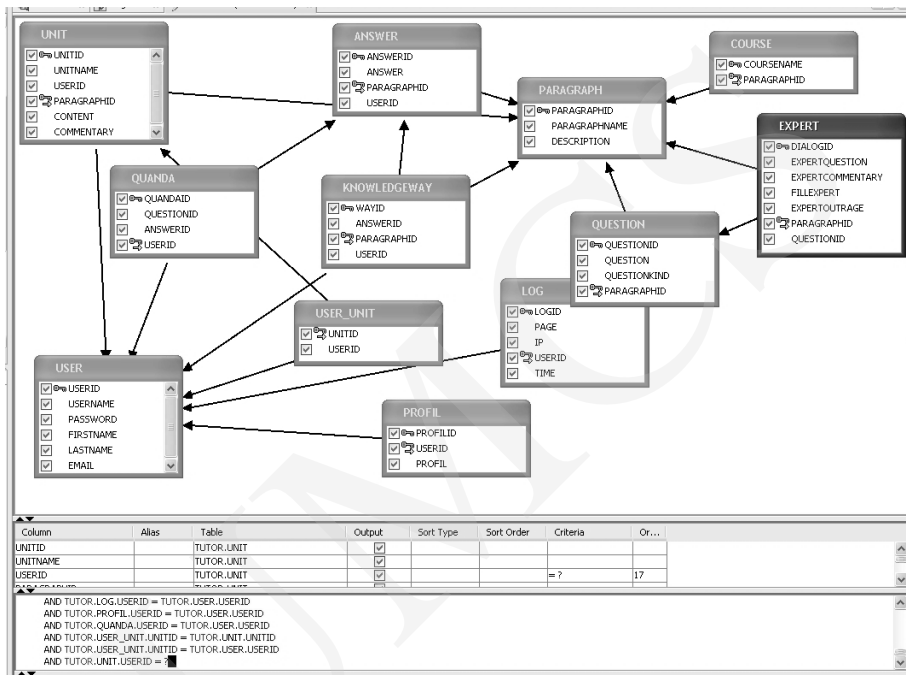 UNIT
UNITID
UNITNAME
USERID
PARAGRAPHID
CONTENT
COMMENTARY
ANSWER
ANSWERID
ANSWER
PARAGRAPHID
USERID
COURSE
COURSENAME
PARAGRAPHID
PARAGRAPH
PARAGRAPHID
PARAGRAPHNAME
DESCRIPTION
EXPERT
DIALOGID
EXPERTQUESTION
EXPERTCOMMENTARY
FILLEXPERT
EXPERTOUTRAGE
PARAGRAPHID
QUESTIONID
QUANDA
QUANDAID
QUESTIONID
ANSWERID
USERID
KNOWLEDGEWAY
WAYID
ANSWERID
PARAGRAPHID
USERID
QUESTION
QUESTIONID
QUESTION
QUESTIONKIND
PARAGRAPHID
LOG
LOGID
PAGE
IP
USERID
TIME
USER_UNIT
UNITID
USERID
USER
USERID
USERNAME
PASSWORD
FIRSTNAME
LASTNAME
EMAIL
PROFIL
PROFILID
USERID
PROFIL
Column Alias Table Output Sort Type Sort Order Criteria Or...
UNITID TUTOR.UNIT
UNITNAME TUTOR.UNIT
USERID TUTOR.UNIT = ? 17
AND TUTOR.LOG.USERID = TUTOR.USER.USERID
AND TUTOR.PROFIL.USERID = TUTOR.USER.USERID
AND TUTOR.QUANDA.USERID = TUTOR.USER.USERID
AND TUTOR.USER_UNIT.UNITID = TUTOR.UNIT.UNITID
AND TUTOR.USER_UNIT.UNITID = TUTOR.USER.USERID
AND TUTOR.UNIT.USERID = ?
UMCS